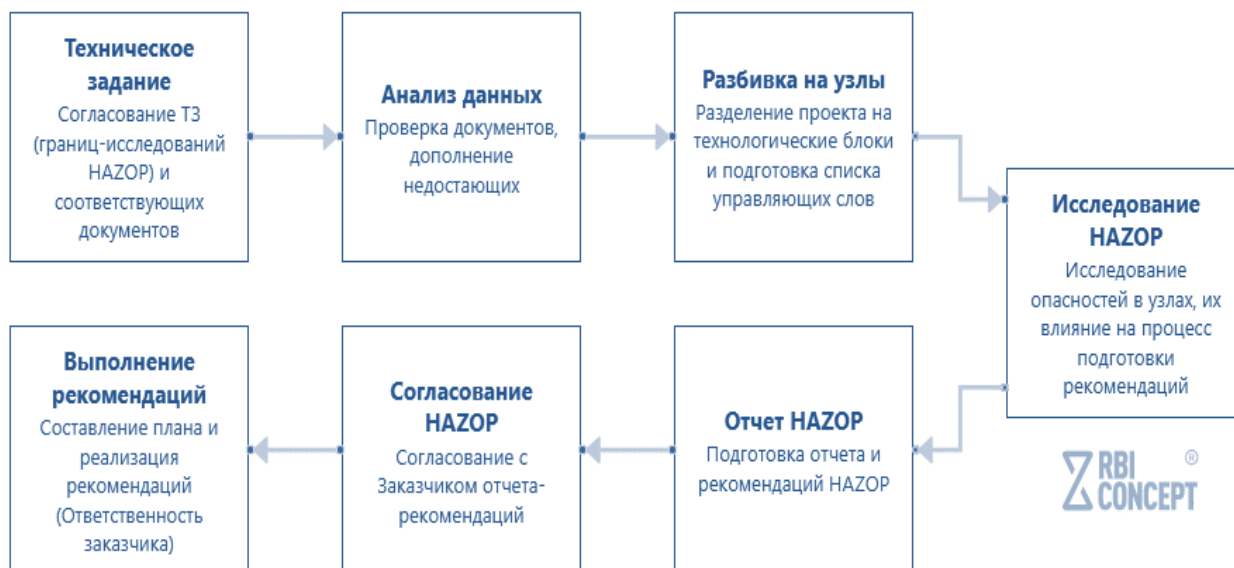 Техническое
задание
Согласование ТЗ
(границ-исследований
HAZOP) и
соответствующих
документов
Анализ данных
Проверка документов,
дополнение
недостающих
Разбивка на узлы
Разделение проекта на
технологические блоки
и подготовка списка
управляющих слов
Исследование
HAZOP
Исследование
опасностей в узлах, их
влияние на процесс
подготовки
рекомендаций
Отчет HAZOP
Подготовка отчета и
рекомендаций HAZOP
Согласование
HAZOP
Согласование с
Заказчиком отчета-
рекомендаций
Выполнение
рекомендаций
Составление плана и
реализация
рекомендаций
(Ответственность
заказчика)
RBI ®
CONCEPT